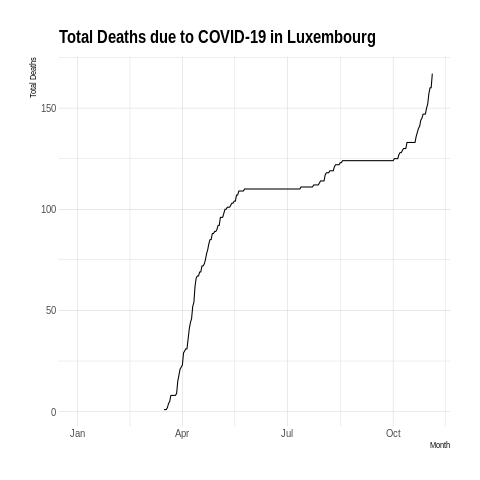 Total Deaths due to COVID-19 in Luxembourg
Total Deaths
150
100
50
0
Jan Apr Jul Oct
Month